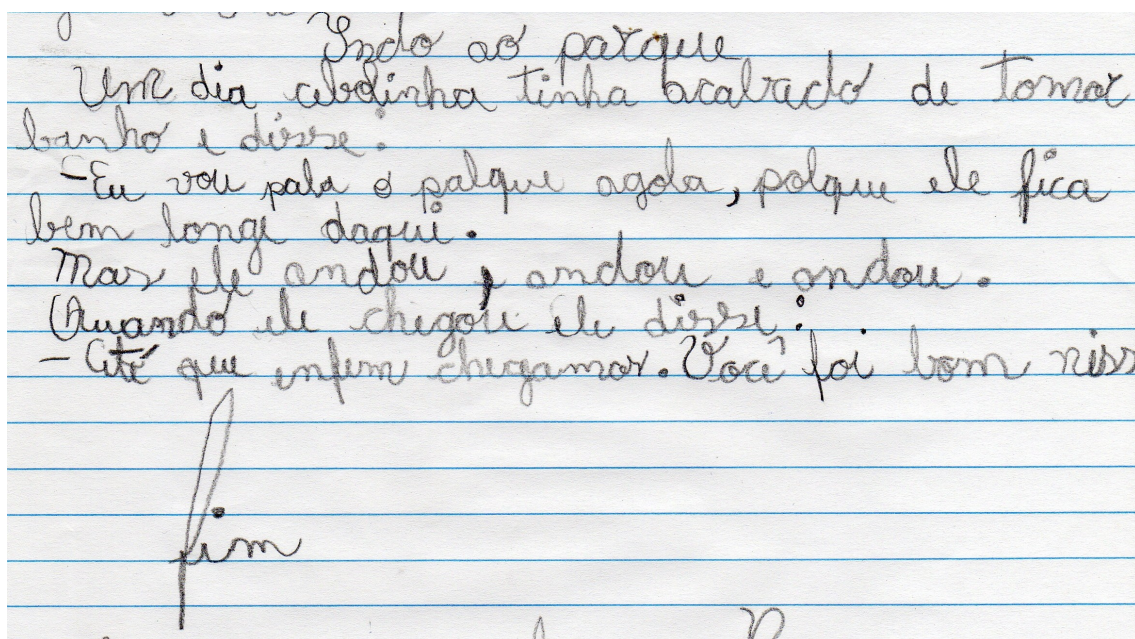 Indo ao parque
Um dia cebolinha tinha acabado de tomar
banho e disse:
-Eu vou pala o palque agola, polque ele fica
bem longe daqui.
Mas ele andou e andou e andou.
Quando ele chegou ele disse:
-Até que enfim chegamos. Você foi bom niss
fim